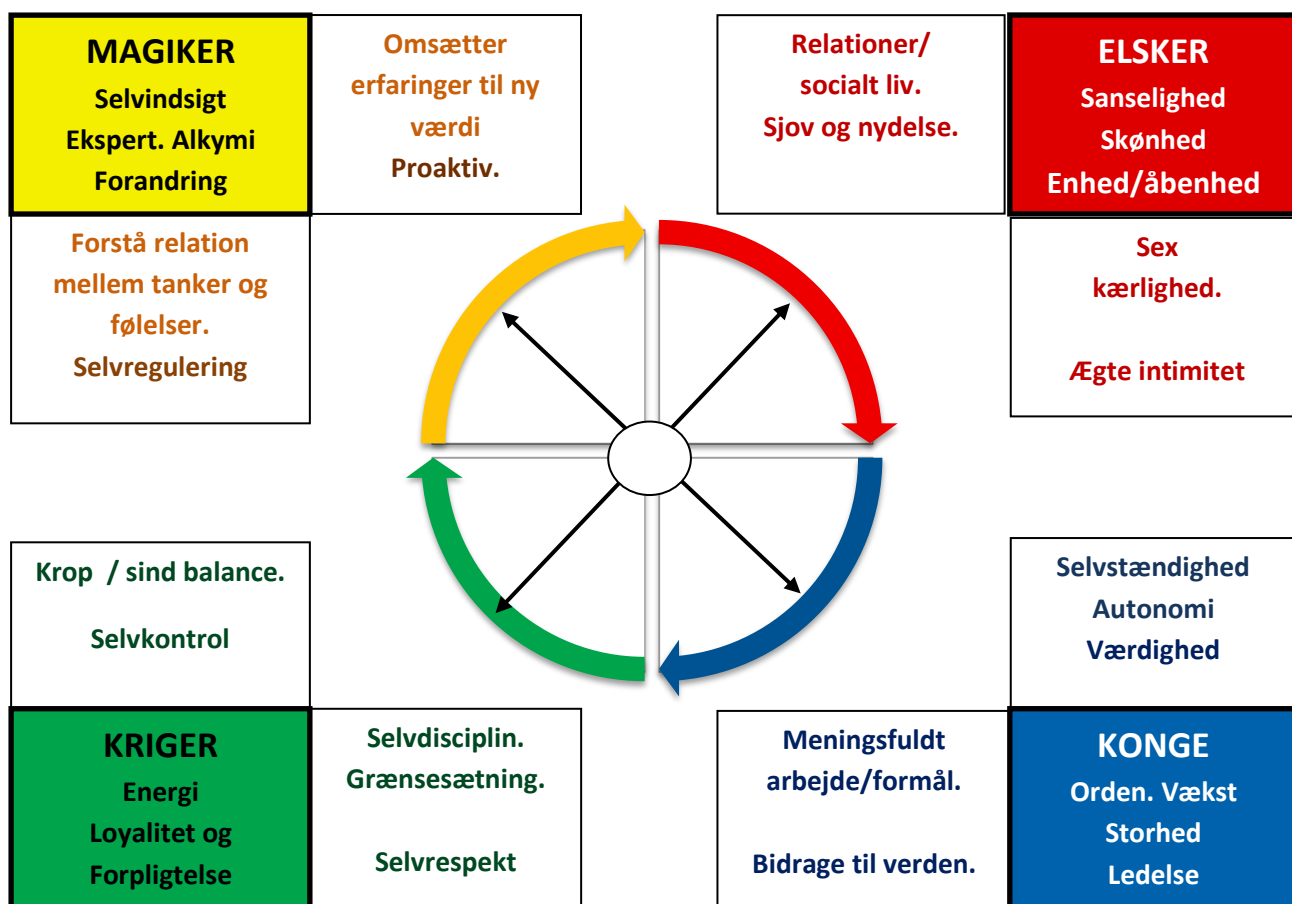 MAGIKER
Selvindsigt
Ekspert. Alkymi
Forandring
Omsætter
erfaringer til ny
værdi
Proaktiv.
Relationer/
socialt liv.
Sjov og nydelse.
ELSKER
Sanselighed
Skønhed
Enhed/åbenhed
Forstå relation
mellem tanker og
følelser.
Selvregulering
Sex
kærlighed.
Ægte intimitet
Krop / sind balance.
Selvkontrol
Selvstændighed
Autonomi
Værdighed
KRIGER
Energi
Loyalitet og
Forpligtelse
Selvdisciplin.
Grænsesætning.
Selvrespekt
Meningsfuldt
arbejde/formål.
Bidrage til verden.
KONGE
Orden. Vækst
Storhed
Ledelse